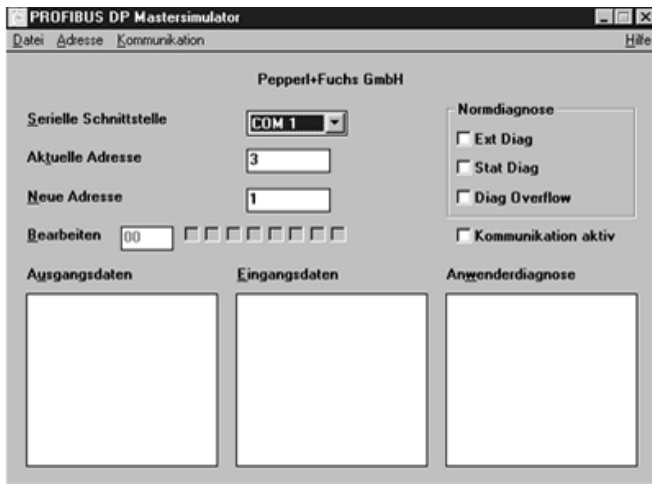 PROFIBUS DP Mastersimulator
Datei Adresse Kommunikation Hilfe
Pepperl+Fuchs GmbH
Serielle Schnittstelle COM 1
Aktuelle Adresse 3
Neue Adresse 1
Bearbeiten 00
Normdiagnose
Ext Diag
Stat Diag
Diag Overflow
Kommunikation aktiv
Ausgangsdaten Eingangsdaten Anwenderdiagnose